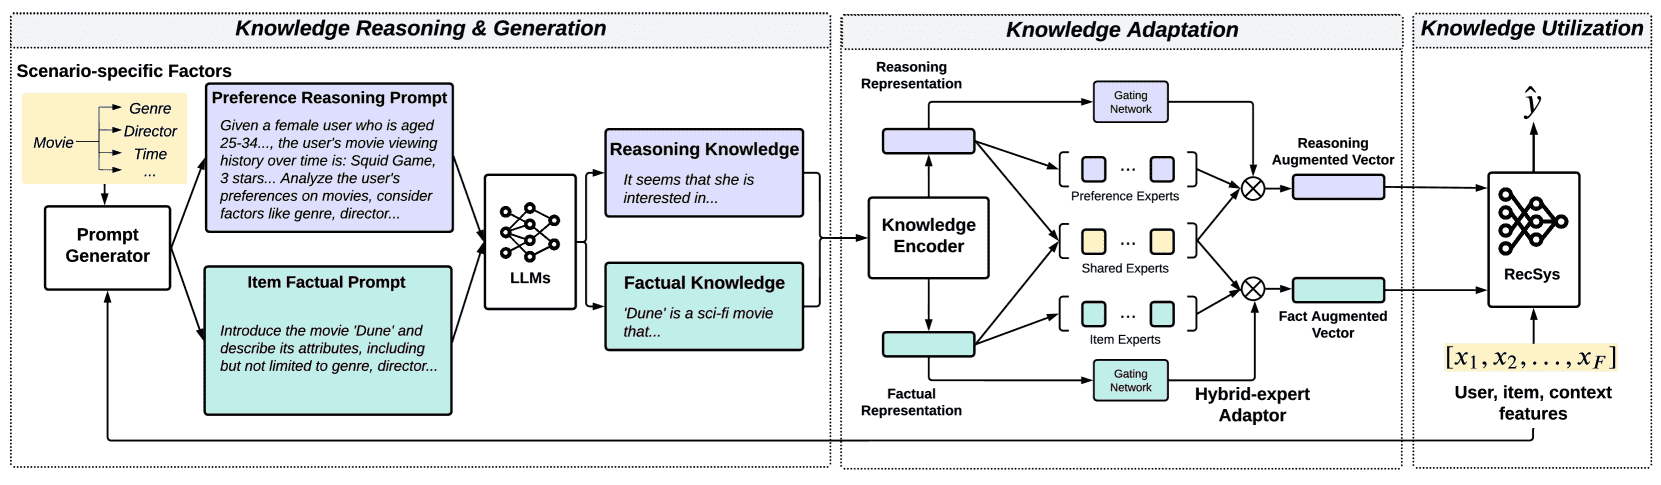 Knowledge Reasoning & Generation
Scenario-specific Factors
Movie
Genre
Director
Time
...
Prompt
Generator
Preference Reasoning Prompt
Given a female user who is aged
25-34..., the user's movie viewing
history over time is: Squid Game,
3 stars... Analyze the user's
preferences on movies, consider
factors like genre, director...
Item Factual Prompt
Introduce the movie 'Dune' and
describe its attributes, including
but not limited to genre, director...
LLMs
Reasoning Knowledge
It seems that she is
interested in...
Factual Knowledge
'Dune' is a sci-fi movie
that...
Knowledge Adaptation
Reasoning
Representation
Gating
Network
Knowledge
Encoder
... 
Preference Experts
...
Shared Experts
...
Item Experts
Gating
Network
Factual
Representation
Hybrid-expert
Adaptor
Reasoning
Augmented Vector
Fact Augmented
Vector
Knowledge Utilization
ŷ
RecSys
[x₁, x₂, . . . , x_F]
User, item, context
features